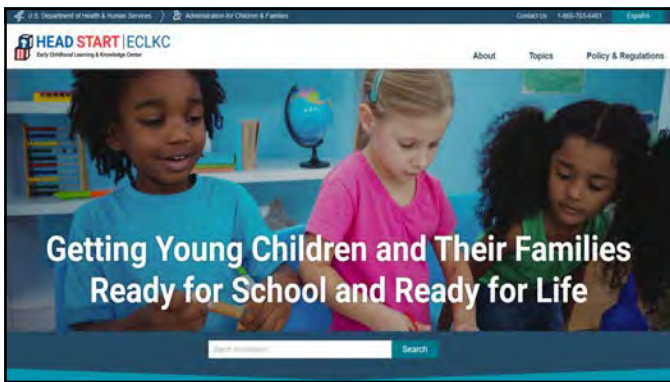 U.S. Department of Health & Human Services
Administration for Children & Families
Contact Us 1-866-763-6481 Español
HEAD START | ECLKC
Early Childhood Learning & Knowledge Center
About Topics Policy & Regulations
Getting Young Children and Their Families
Ready for School and Ready for Life
Search